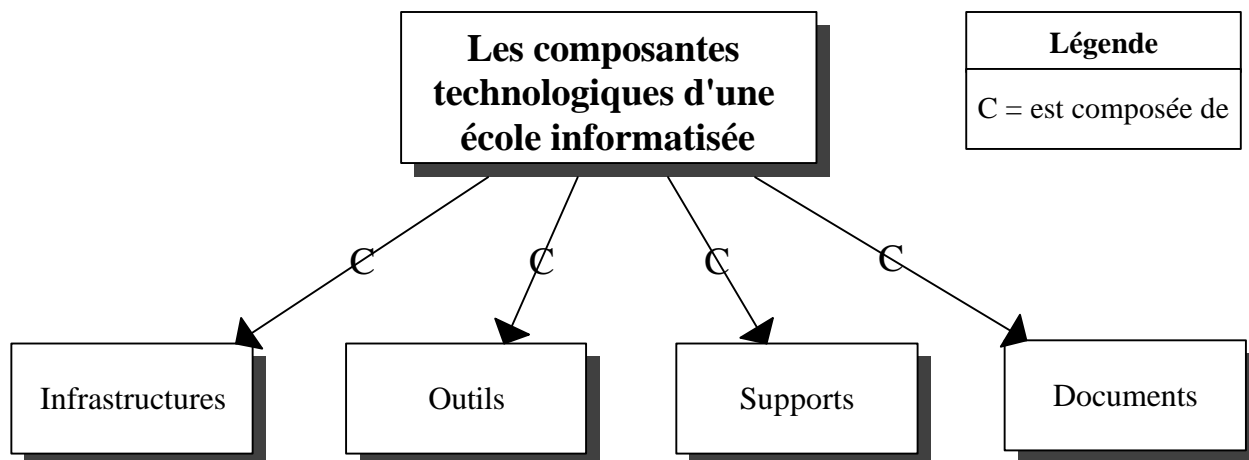 Les composantes
technologiques d'une
école informatisée
Légende
C = est composée de
C
C
C
C
Infrastructures
Outils
Supports
Documents